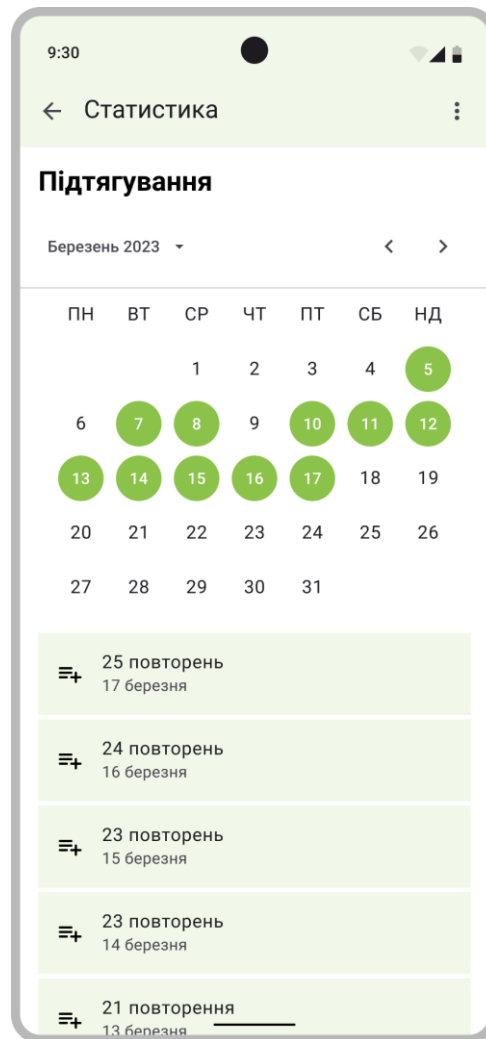 9:30
Статистика
Підтягування
Березень 2023
ПН ВТ СР ЧТ ПТ СБ НД
1 2 3 4 5
6 7 8 9 10 11 12
13 14 15 16 17 18 19
20 21 22 23 24 25 26
27 28 29 30 31
25 повторень
17 березня
24 повторень
16 березня
23 повторень
15 березня
23 повторень
14 березня
21 повторення
13 березня